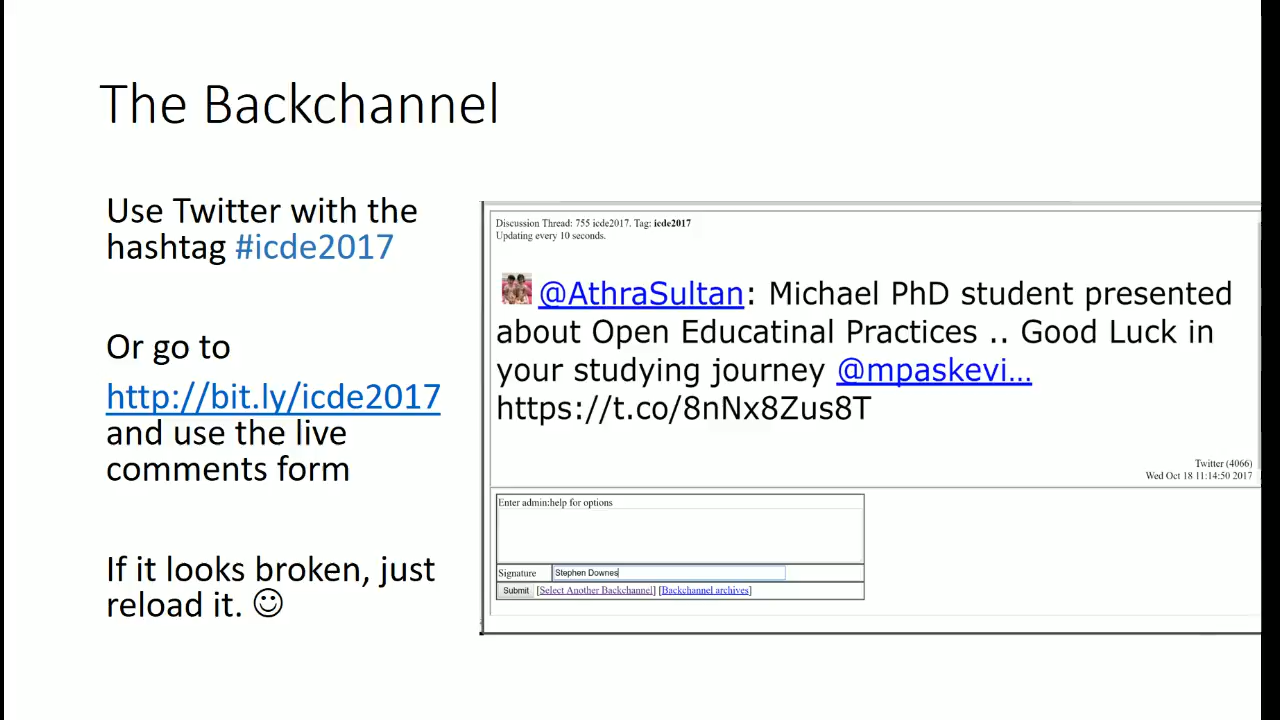 The Backchannel
Use Twitter with the
hashtag #icde2017
Or go to
http://bit.ly/icde2017
and use the live
comments form
If it looks broken, just
reload it. ☺
Discussion Thread: 755 icde2017. Tag: icde2017
Updating every 10 seconds.
@AthraSultan: Michael PhD student presented
about Open Educatinal Practices .. Good Luck in
your studying journey @mpaskevi...
https://t.co/8nNx8Zus8T
Twitter (4066)
Wed Oct 18 11:14:50 2017
Enter admin:help for options
Signature Stephen Downes
Submit [Select Another Backchannel] [Backchannel archives]